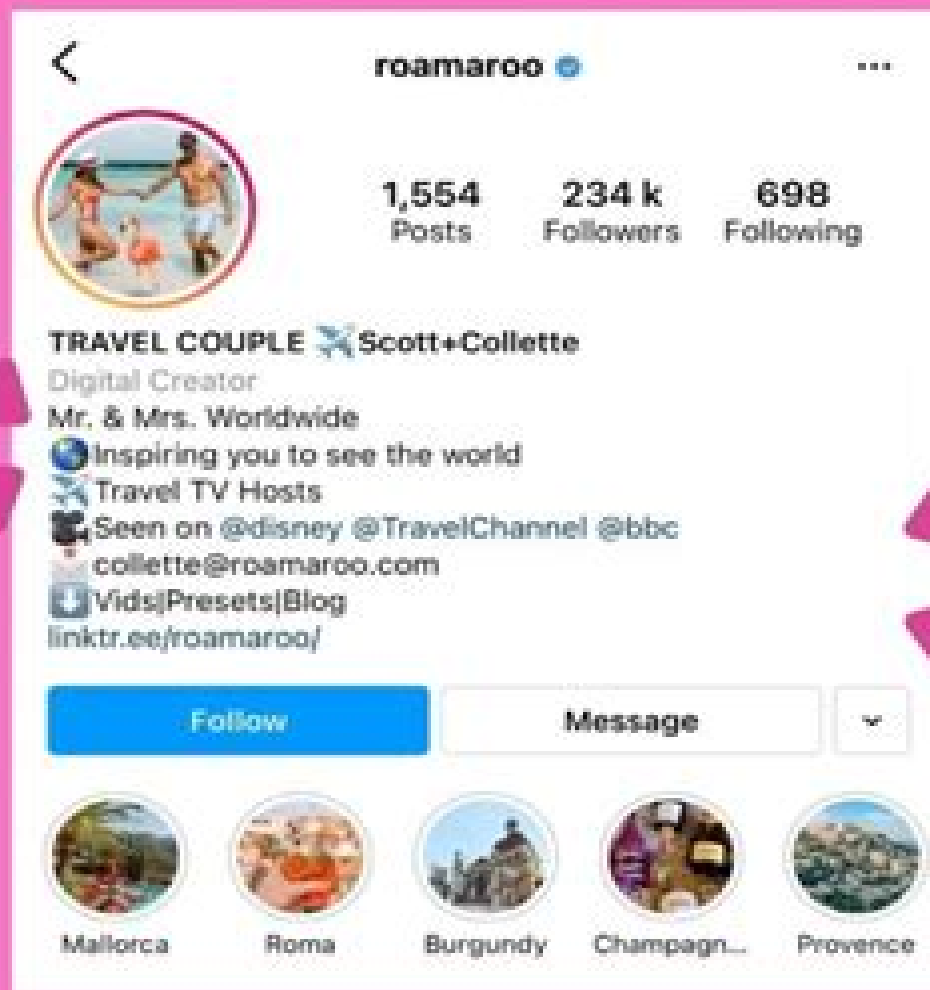 roamaroo
1,554 234 k 698
Posts Followers Following
TRAVEL COUPLE ✈️Scott+Collette
Digital Creator
Mr. & Mrs. Worldwide
🌎Inspiring you to see the world
✈️Travel TV Hosts
🎥Seen on @disney @TravelChannel @bbc
💌collette@roamaroo.com
⬇️Vids|Presets|Blog
linktr.ee/roamaroo/
Follow Message
Mallorca Roma Burgundy Champagn... Provence